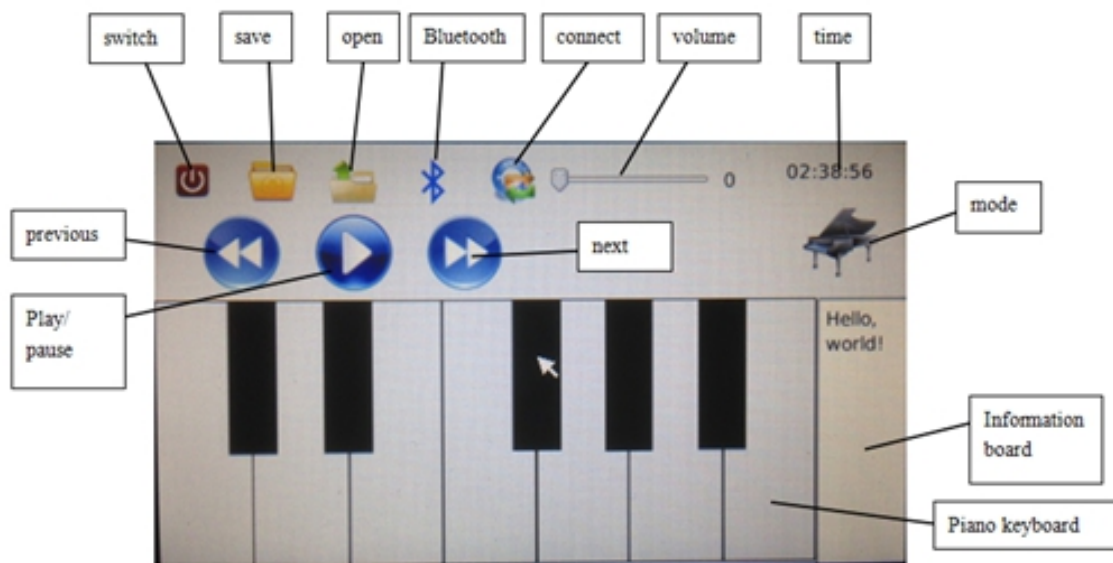 switch
save
open
Bluetooth
connect
volume
time
0
02:38:56
mode
previous
next
Play/
pause
Hello,
world!
Information
board
Piano keyboard